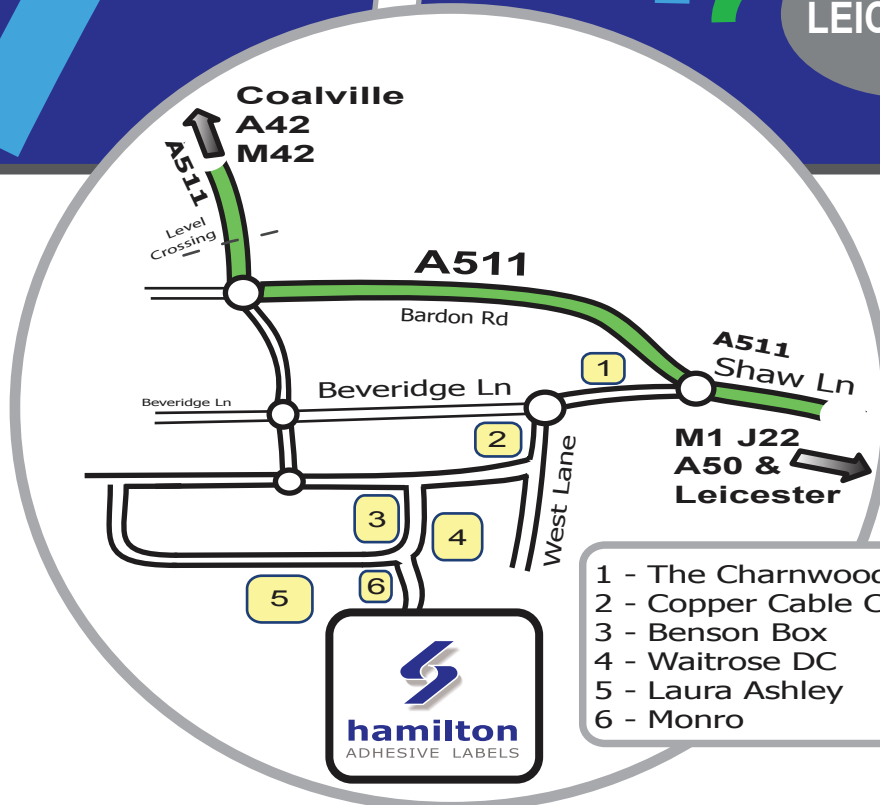 LEIC
Coalville
A42
M42
A511
Level
Crossing
A511
Bardon Rd
A511
Shaw Ln
1
Beveridge Ln
Beveridge Ln
2
M1 J22
A50 &
Leicester
West Lane
3
4
5
6
1 - The Charnwood
2 - Copper Cable C
3 - Benson Box
4 - Waitrose DC
5 - Laura Ashley
6 - Monro
hamilton
ADHESIVE LABELS